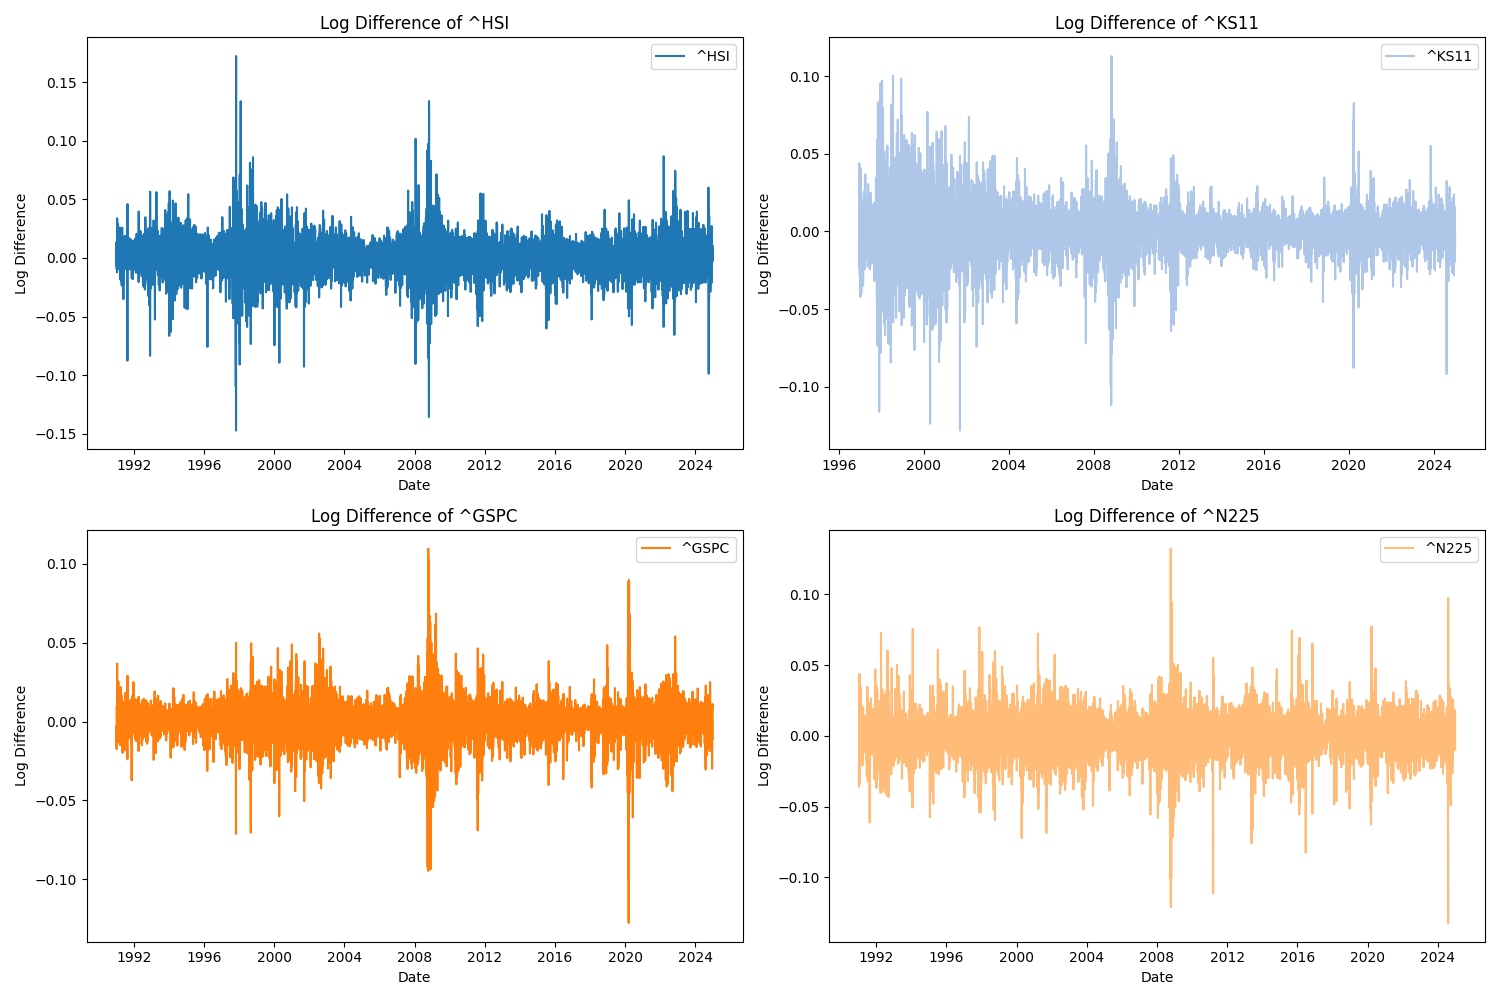 Log Difference of ^HSI
^HSI
Log Difference
0.15
0.10
0.05
0.00
−0.05
−0.10
−0.15
1992 1996 2000 2004 2008 2012 2016 2020 2024
Date
Log Difference of ^KS11
^KS11
Log Difference
0.10
0.05
0.00
−0.05
−0.10
1996 2000 2004 2008 2012 2016 2020 2024
Date
Log Difference of ^GSPC
^GSPC
Log Difference
0.10
0.05
0.00
−0.05
−0.10
1992 1996 2000 2004 2008 2012 2016 2020 2024
Date
Log Difference of ^N225
^N225
Log Difference
0.10
0.05
0.00
−0.05
−0.10
1992 1996 2000 2004 2008 2012 2016 2020 2024
Date